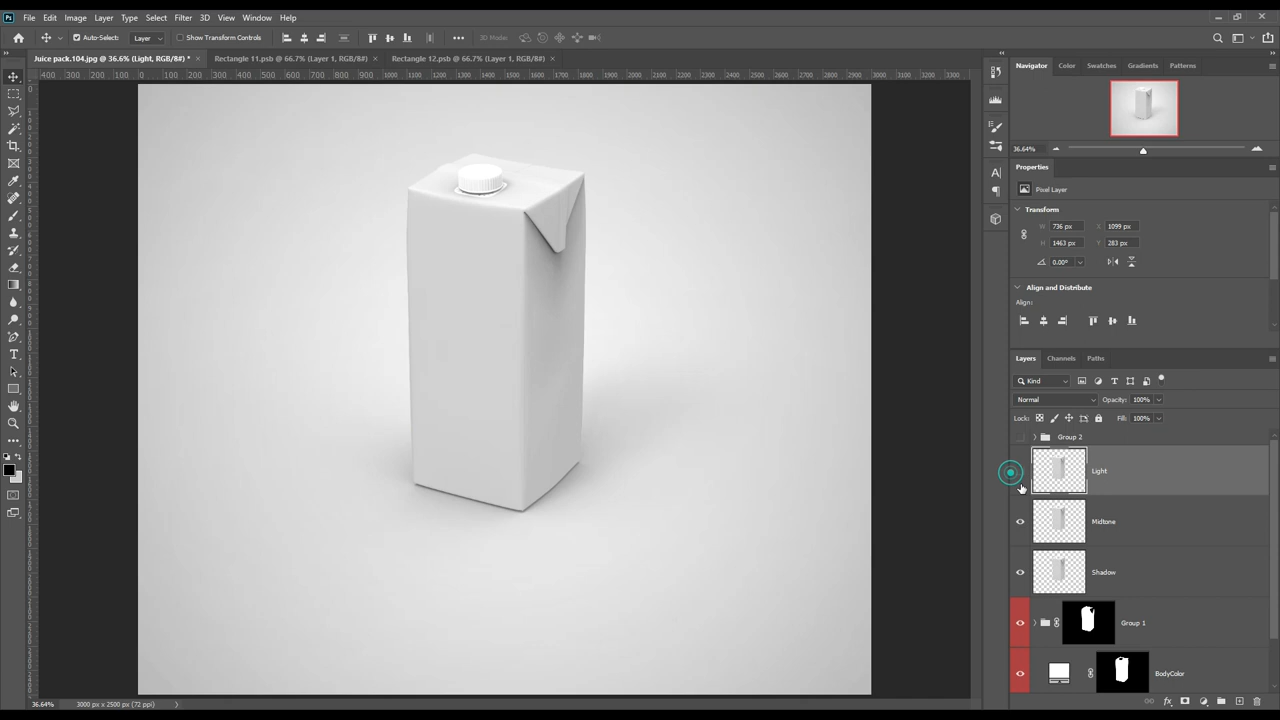 Ps File Edit Image Layer Type Select Filter 3D View Window Help
Auto-Select: Layer Show Transform Controls 3D Mode:
Juice pack.104.jpg @ 36.6% (Light, RGB/8#) * × Rectangle 11.psb @ 66.7% (Layer 1, RGB/8#) × Rectangle 12.psb @ 66.7% (Layer 1, RGB/8#) ×
Navigator Color Swatches Gradients Patterns
36.64%
Properties
Pixel Layer
Transform
W 736 px X 1099 px
H 1463 px Y 283 px
0.00°
Align and Distribute
Align:
Layers Channels Paths
Kind
Normal Opacity: 100%
Lock: Fill: 100%
Group 2
Light
Midtone
Shadow
Group 1
BodyColor
36.64% 3000 px x 2500 px (72 ppi)